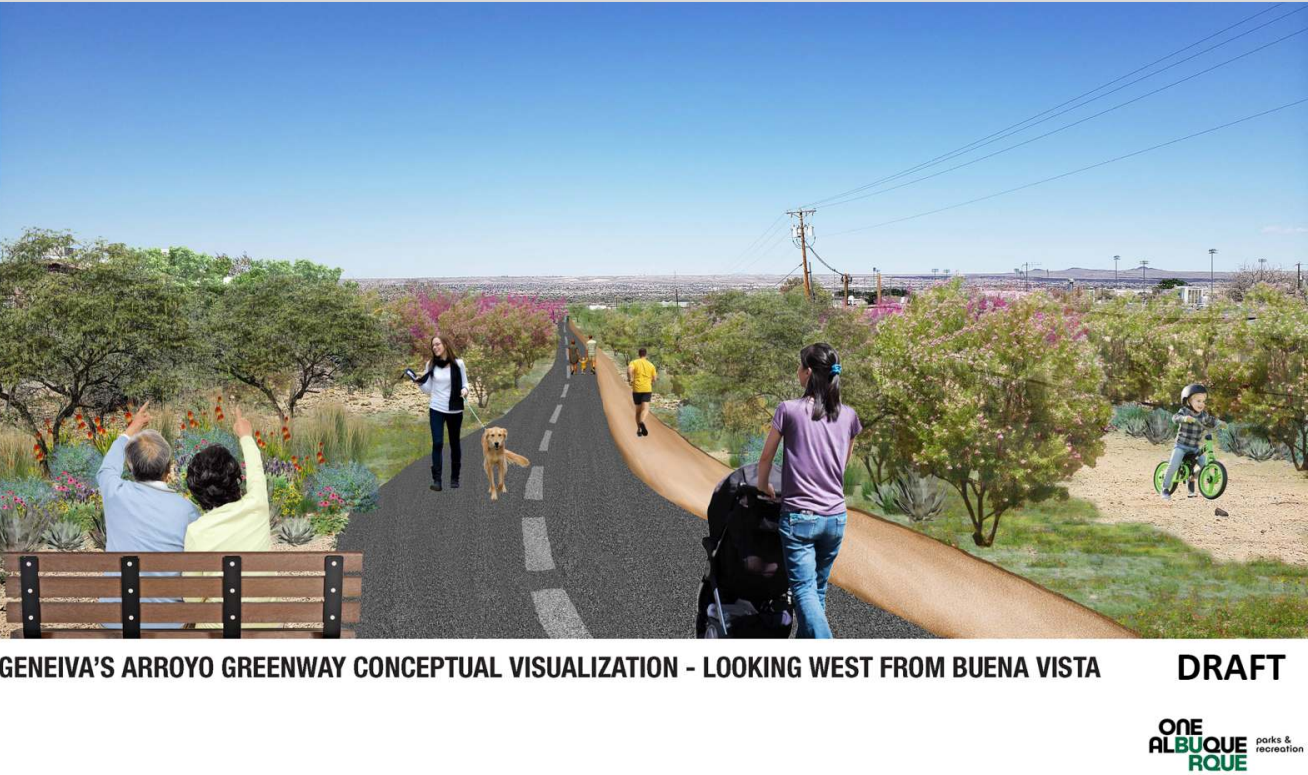 GENEIVA'S ARROYO GREENWAY CONCEPTUAL VISUALIZATION - LOOKING WEST FROM BUENA VISTA
DRAFT
ONE
ALBUQUE
RQUE
parks &
recreation